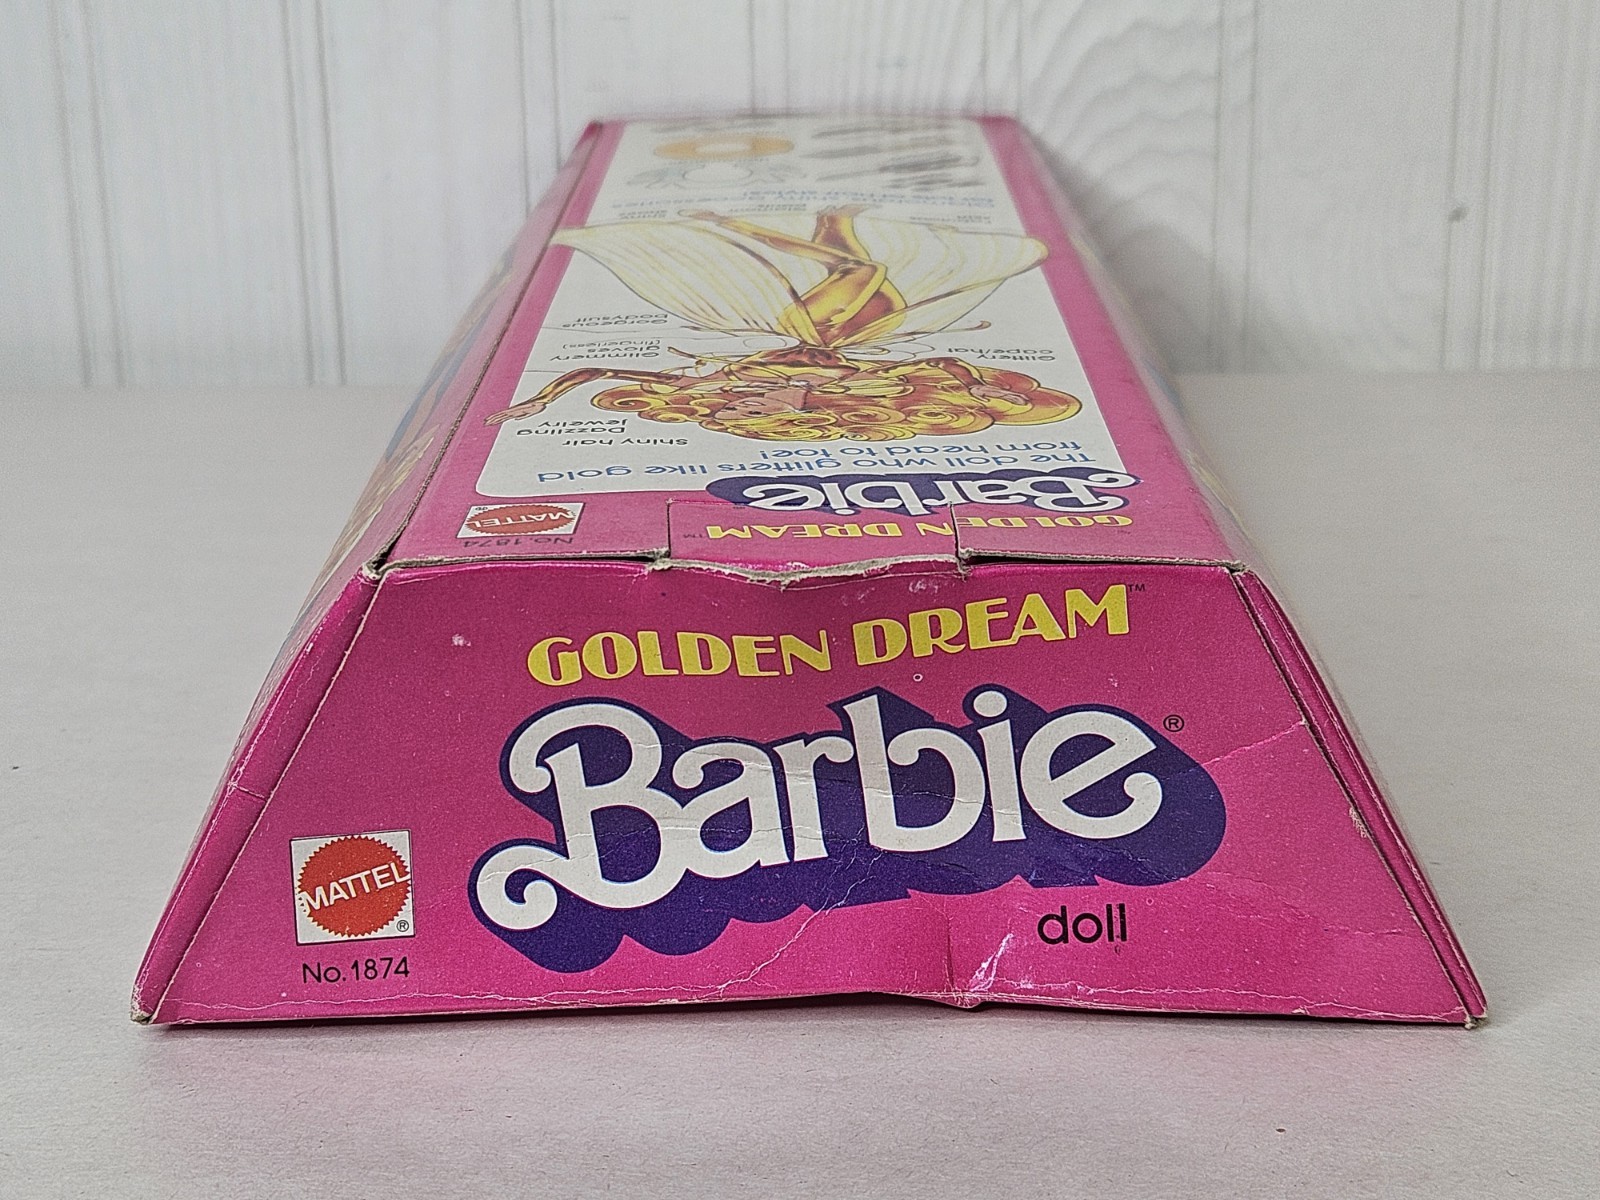 GOLDEN DREAM™
Barbie®
doll
MATTEL
®
No.1874
No.1874
MATTEL
®
GOLDEN DREAM™
Barbie
The doll who glitters like gold
from head to toe!
Shiny hair
Dazzling
jewelry
Glimmery
gloves
(fingerless)
Gorgeous
bodysuit
Glittery
cape/hat